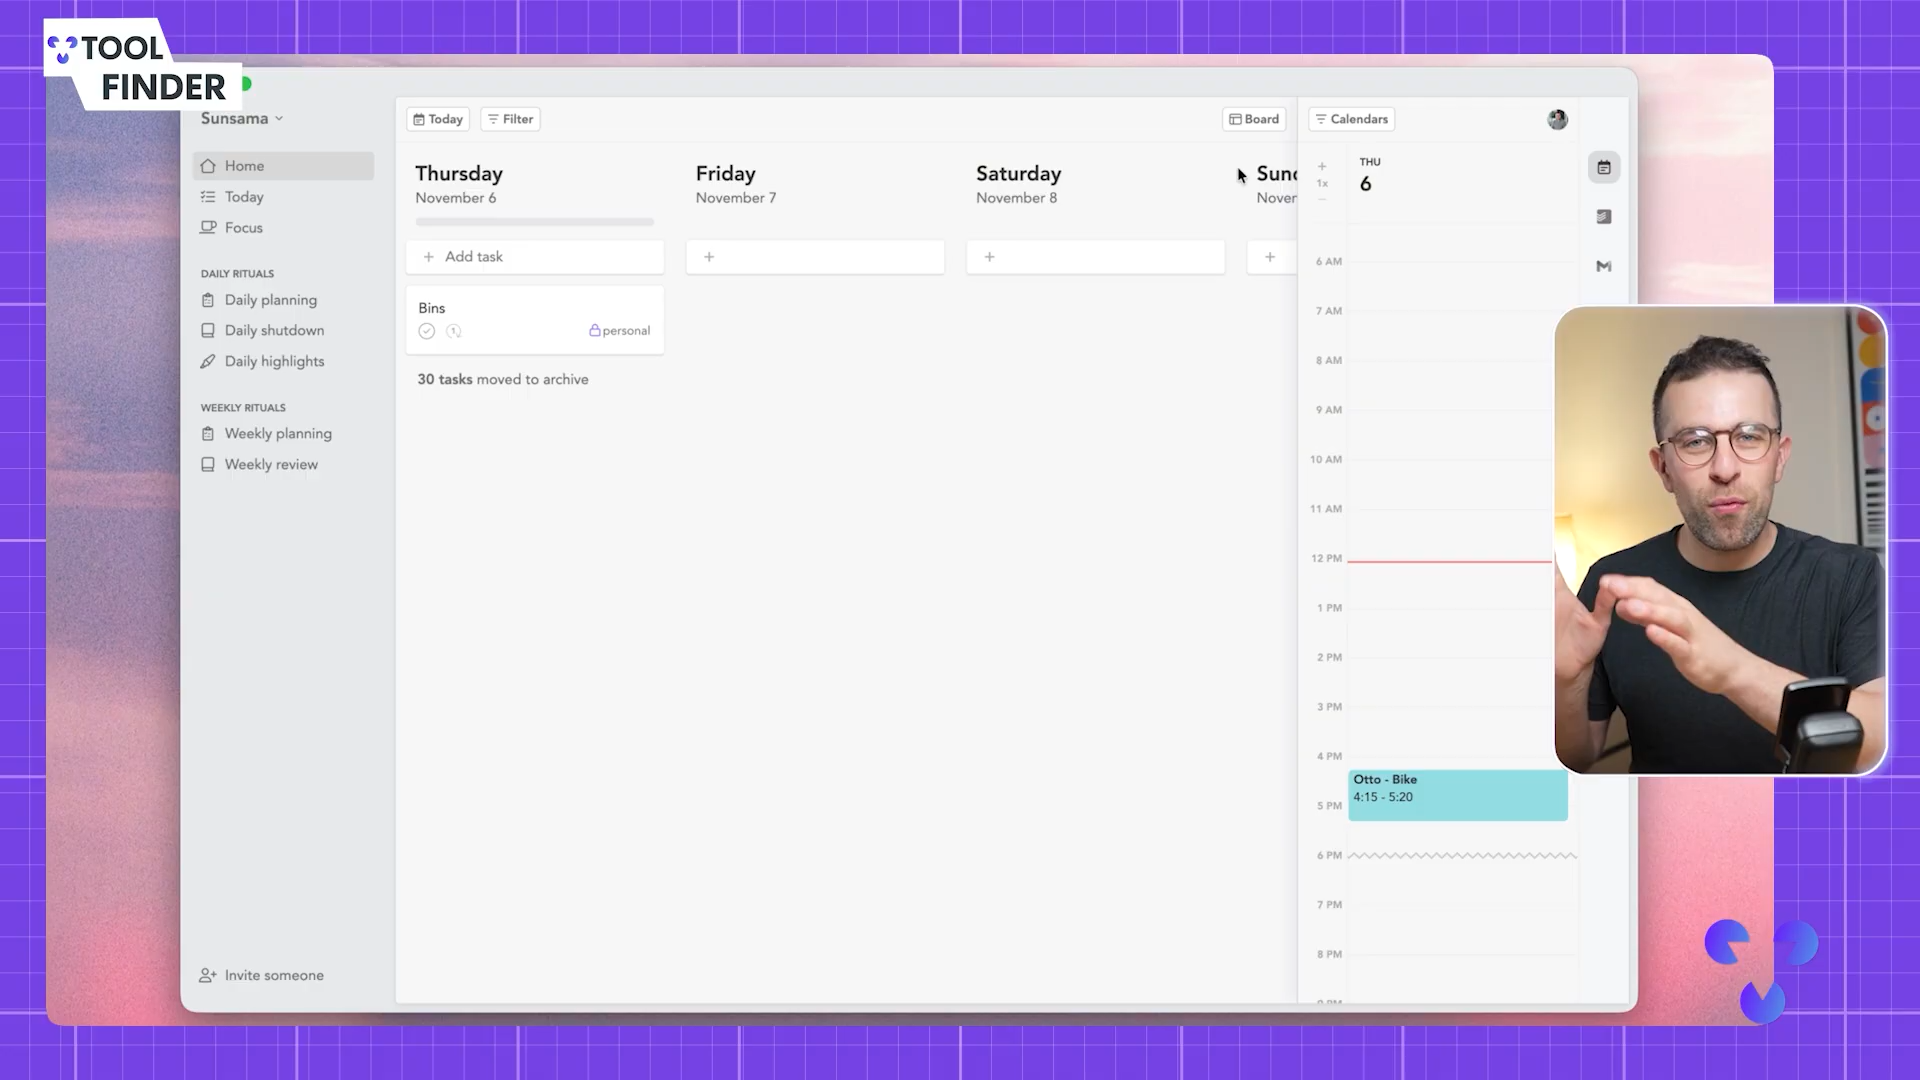 TOOL
FINDER
Sunsama
Home
Today
Focus
DAILY RITUALS
Daily planning
Daily shutdown
Daily highlights
WEEKLY RITUALS
Weekly planning
Weekly review
Invite someone
Today
Filter
Board
Thursday
November 6
Add task
Bins
personal
30 tasks moved to archive
Friday
November 7
Saturday
November 8
Sund
Nover
Calendars
1x
THU
6
6 AM
7 AM
8 AM
9 AM
10 AM
11 AM
12 PM
1 PM
2 PM
3 PM
4 PM
Otto - Bike
4:15 - 5:20
5 PM
6 PM
7 PM
8 PM